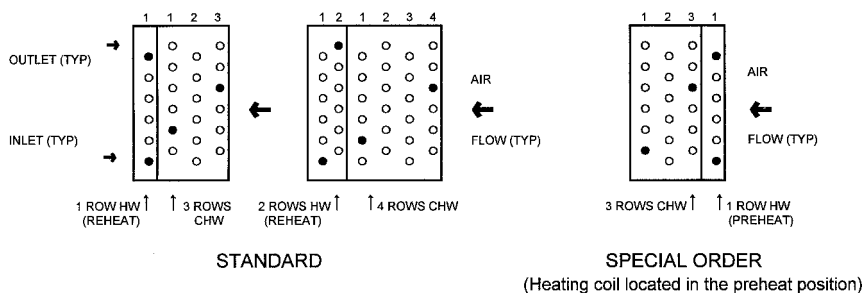 1 1 2 3
1 2 1 2 3 4
1 2 3 1
OUTLET (TYP)
INLET (TYP)
AIR
FLOW (TYP)
AIR
FLOW (TYP)
1 ROW HW
(REHEAT)
3 ROWS
CHW
2 ROWS HW
(REHEAT)
4 ROWS CHW
3 ROWS CHW
1 ROW HW
(PREHEAT)
STANDARD
SPECIAL ORDER
(Heating coil located in the preheat position)